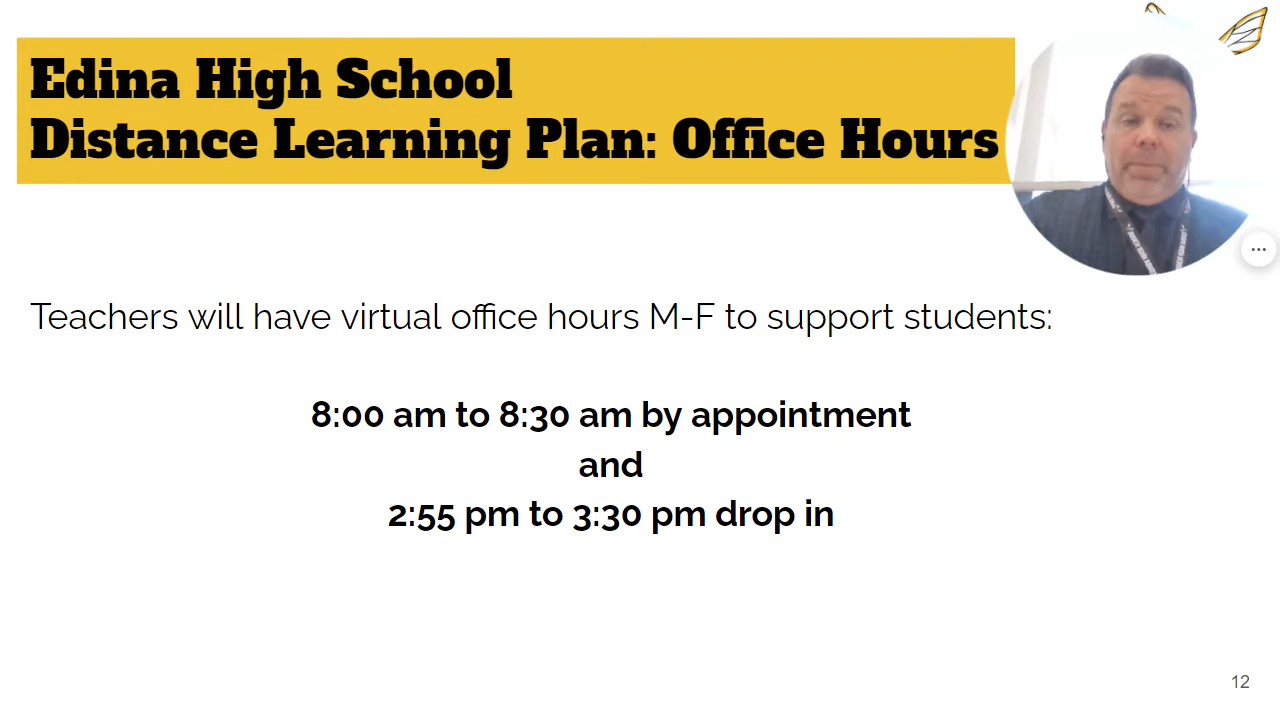 Edina High School
Distance Learning Plan: Office Hours
Teachers will have virtual office hours M-F to support students:
8:00 am to 8:30 am by appointment
and
2:55 pm to 3:30 pm drop in
12